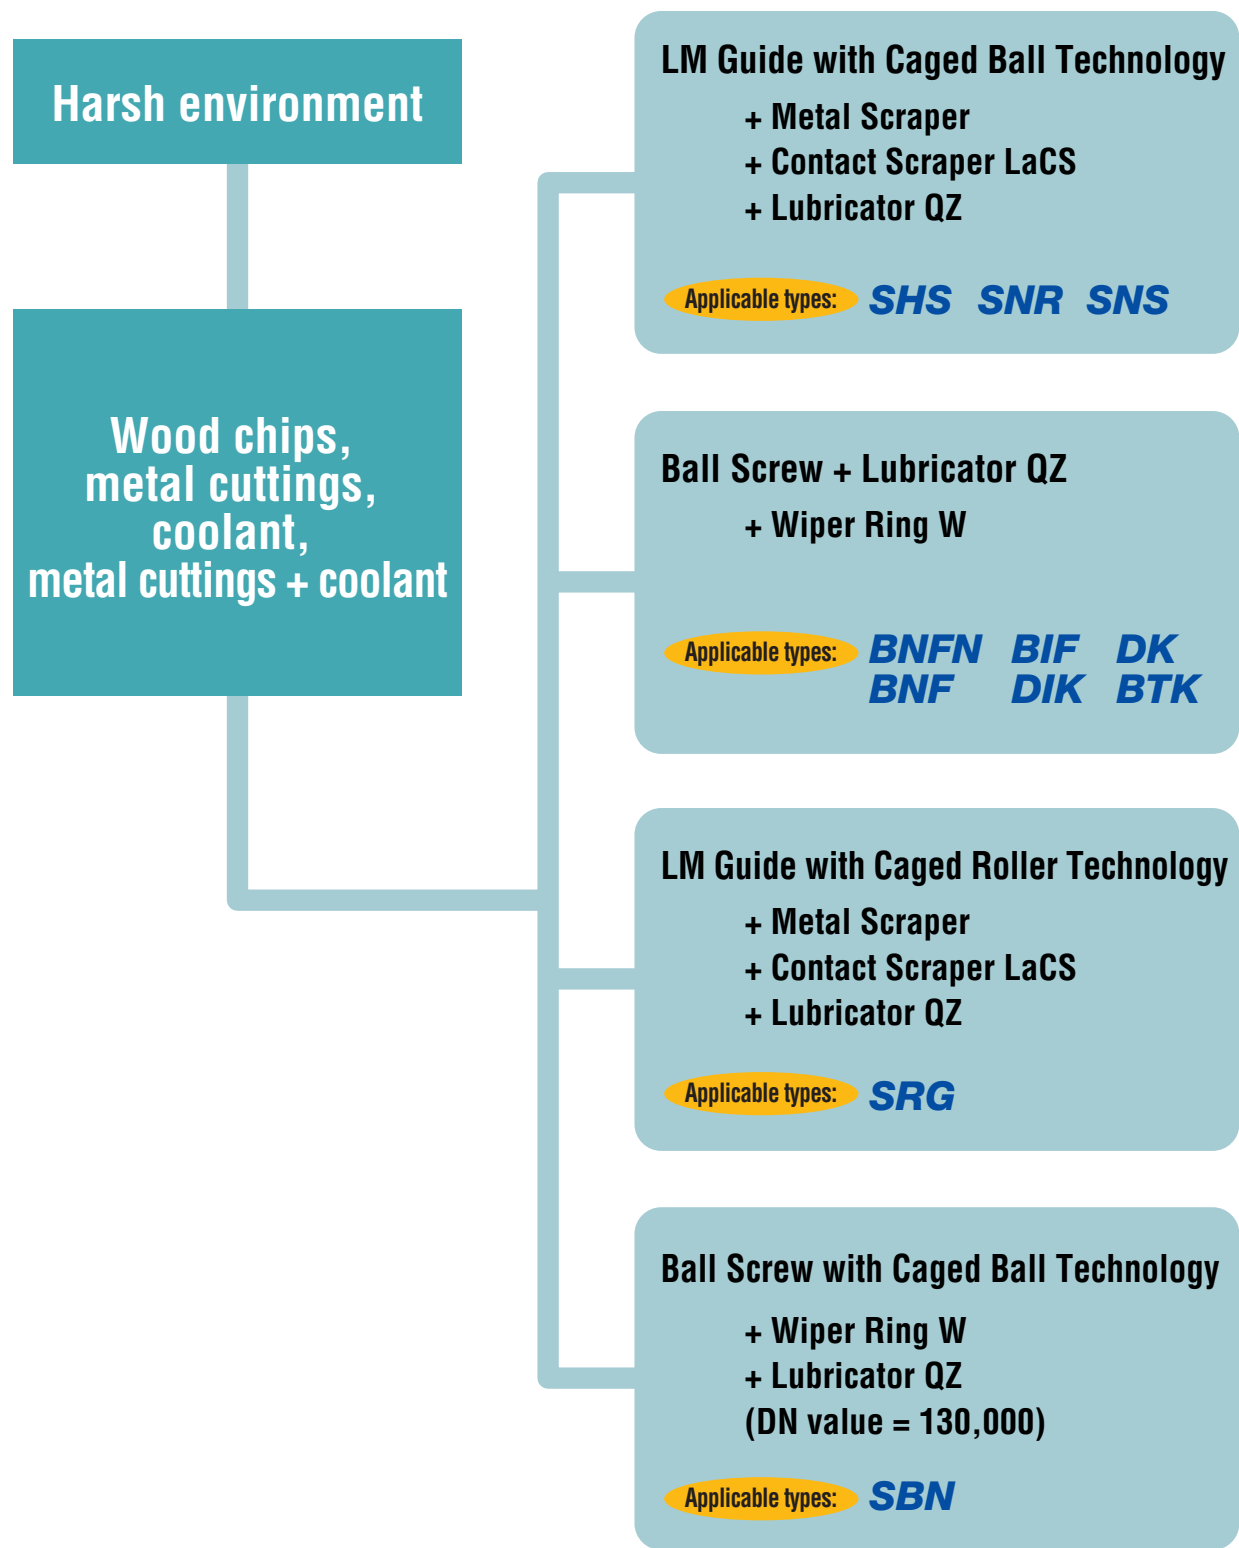 Harsh environment
Wood chips,
metal cuttings,
coolant,
metal cuttings + coolant
LM Guide with Caged Ball Technology
+ Metal Scraper
+ Contact Scraper LaCS
+ Lubricator QZ
Applicable types: SHS SNR SNS
Ball Screw + Lubricator QZ
+ Wiper Ring W
Applicable types: BNFN BIF DK
BNF DIK BTK
LM Guide with Caged Roller Technology
+ Metal Scraper
+ Contact Scraper LaCS
+ Lubricator QZ
Applicable types: SRG
Ball Screw with Caged Ball Technology
+ Wiper Ring W
+ Lubricator QZ
(DN value = 130,000)
Applicable types: SBN